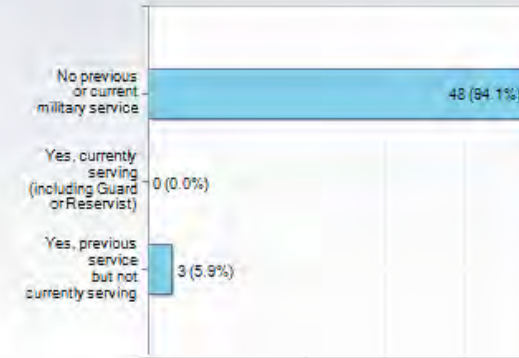 No previous
or current
military service
48 (94.1%
Yes, currently
serving
(including Guard
or Reservist)
0 (0.0%)
Yes, previous
service
but not
currently serving
3 (5.9%)